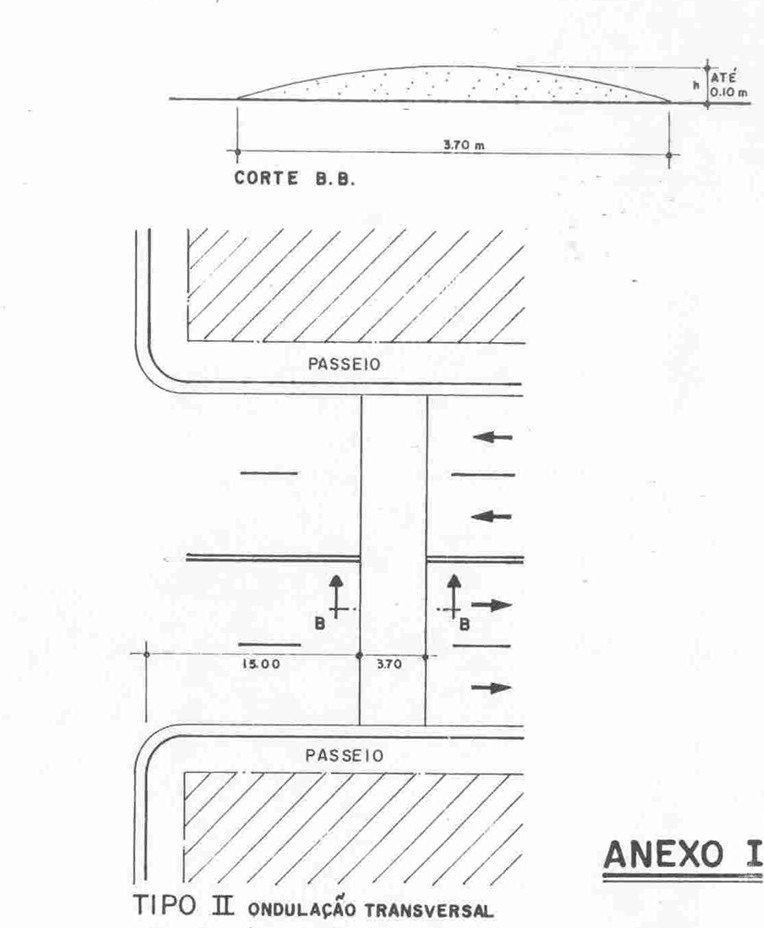 h ATÉ
0.10 m
3.70 m
CORTE B.B.
PASSEIO
B B
15.00 3.70
PASSEIO
ANEXO I
TIPO II ONDULAÇÃO TRANSVERSAL